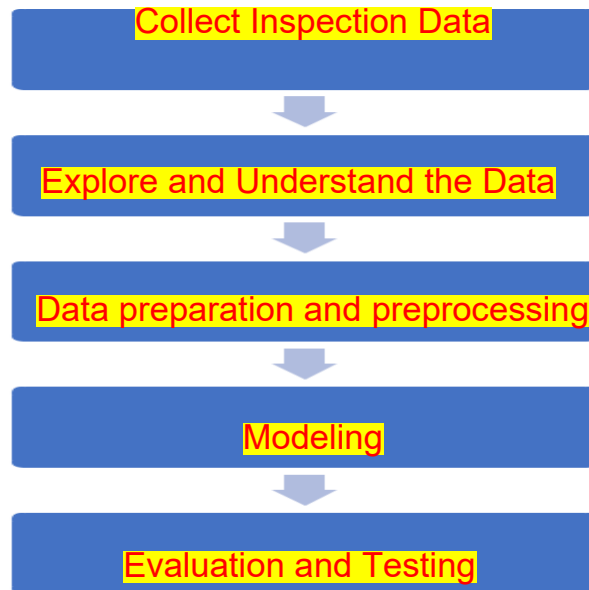 Collect Inspection Data
Explore and Understand the Data
Data preparation and preprocessing
Modeling
Evaluation and Testing